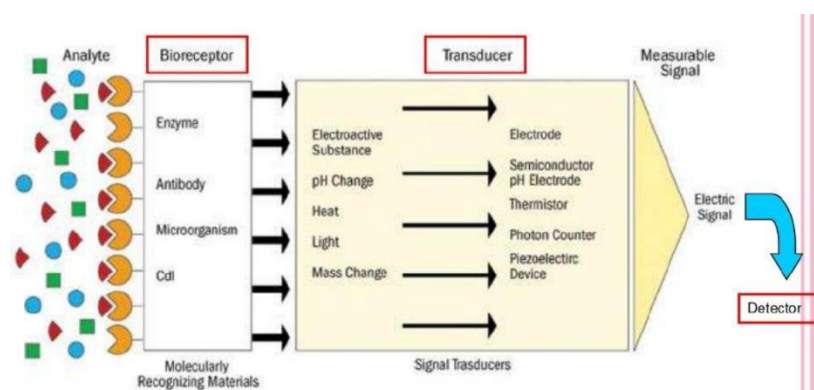 Analyte
Bioreceptor
Transducer
Measurable
Signal
Enzyme
Antibody
Microorganism
Cdl
Electroactive
Substance
pH Change
Heat
Light
Mass Change
Electrode
Semiconductor
pH Electrode
Thermistor
Photon Counter
Piezoelectirc
Device
Electric
Signal
Detector
Molecularly
Recognizing Materials
Signal Trasducers